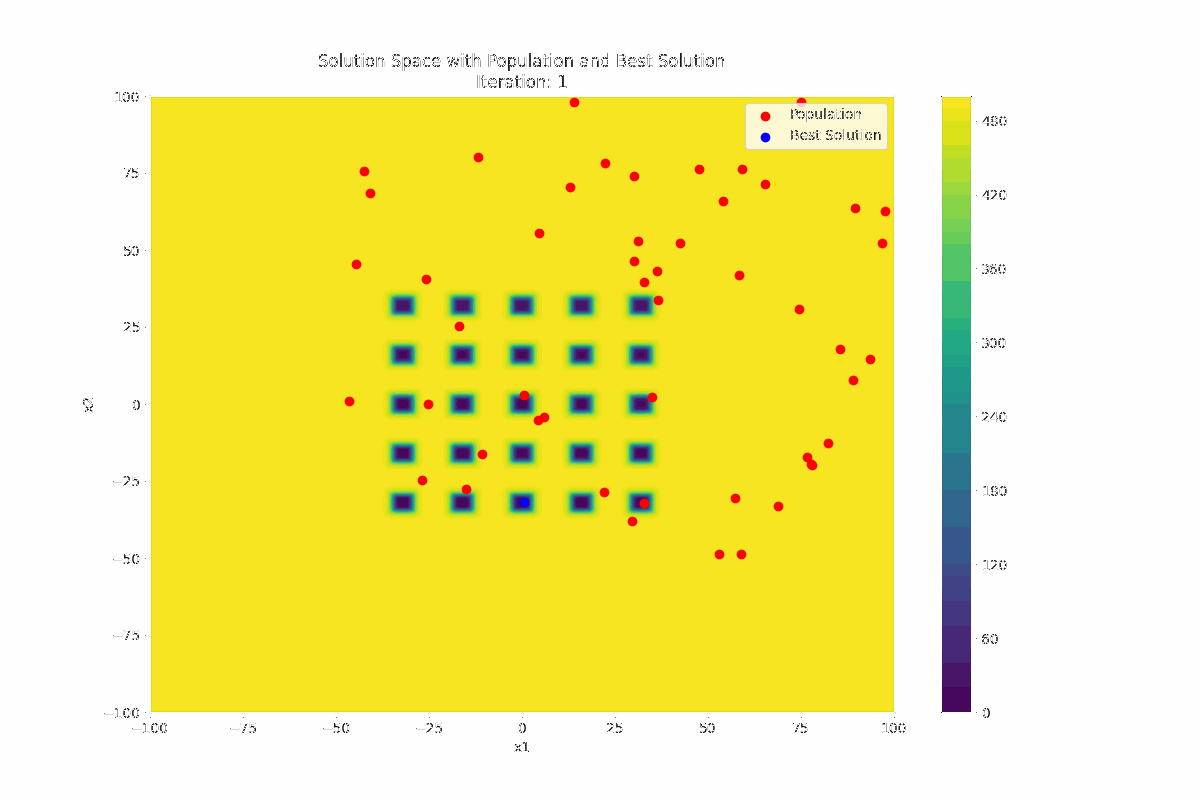 Solution Space with Population and Best Solution
Iteration: 1
Population
Best Solution
100
75
50
25
0
−25
−50
−75
−100
x2
−100 −75 −50 −25 0 25 50 75 100
x1
480
420
360
300
240
180
120
60
0